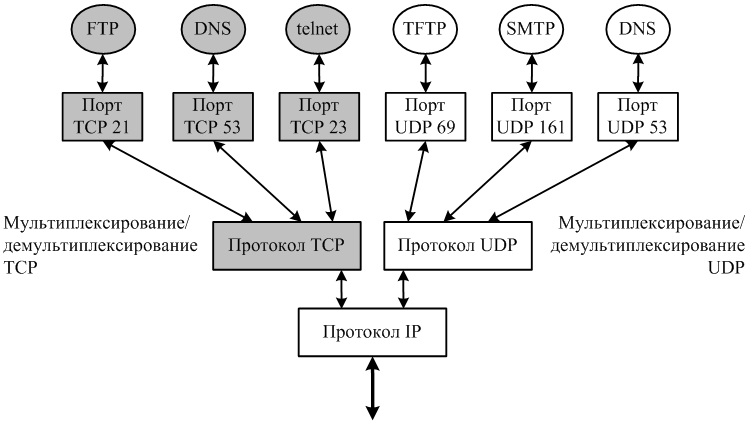 FTP
DNS
telnet
TFTP
SMTP
DNS
Порт
TCP 21
Порт
TCP 53
Порт
TCP 23
Порт
UDP 69
Порт
UDP 161
Порт
UDP 53
Мультиплексирование/
демультиплексирование
TCP
Протокол TCP
Протокол UDP
Мультиплексирование/
демультиплексирование
UDP
Протокол IP